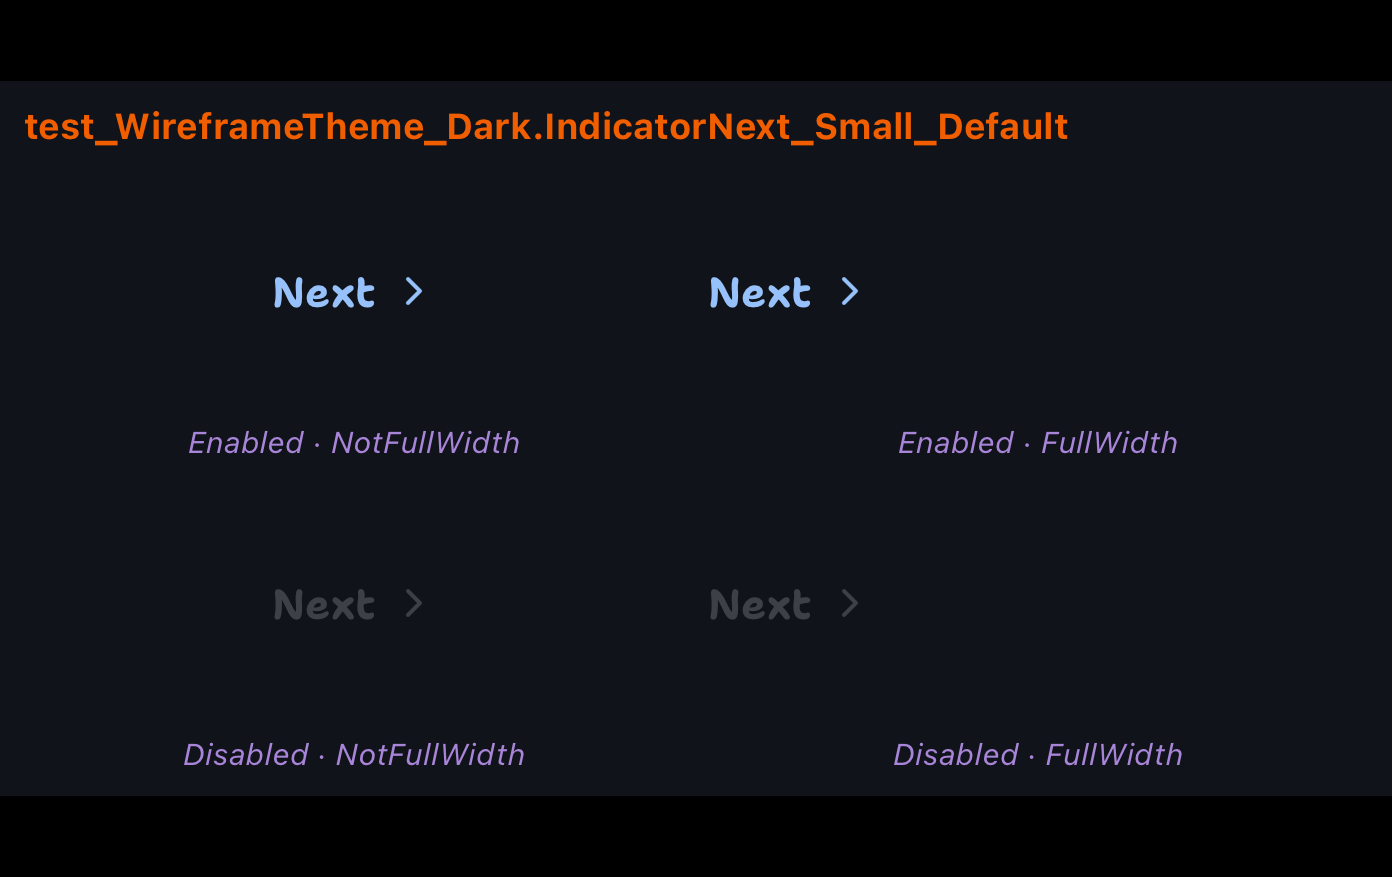 test_WireframeTheme_Dark.IndicatorNext_Small_Default
Next Next
Enabled · NotFullWidth Enabled · FullWidth
Next Next
Disabled · NotFullWidth Disabled · FullWidth